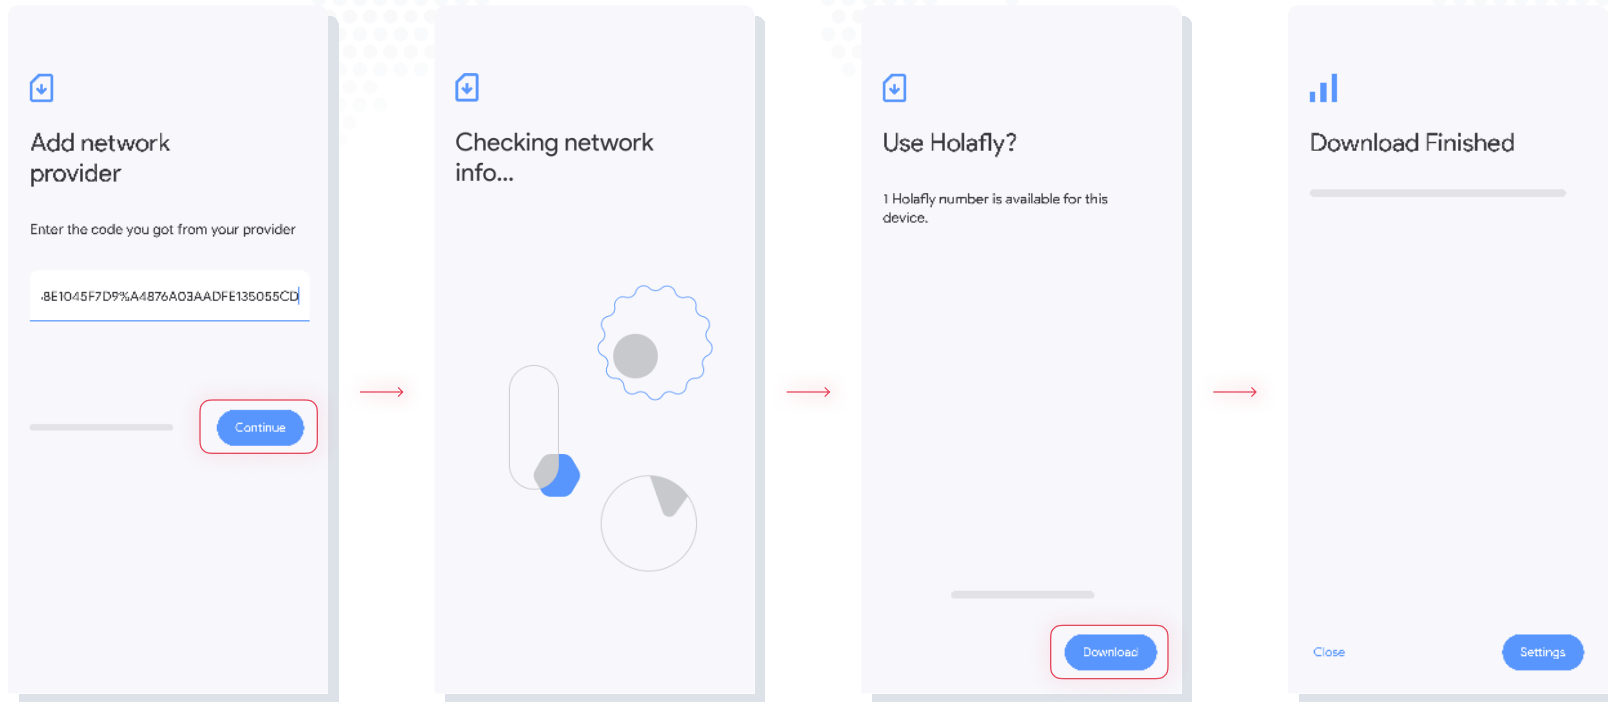 Add network
provider
Enter the code you got from your provider
8E1045F7D9%A4876A03AADFE135055CD
Continue
Checking network
info...
Use Holafly?
1 Holafly number is available for this
device.
Download
Download Finished
Close
Settings